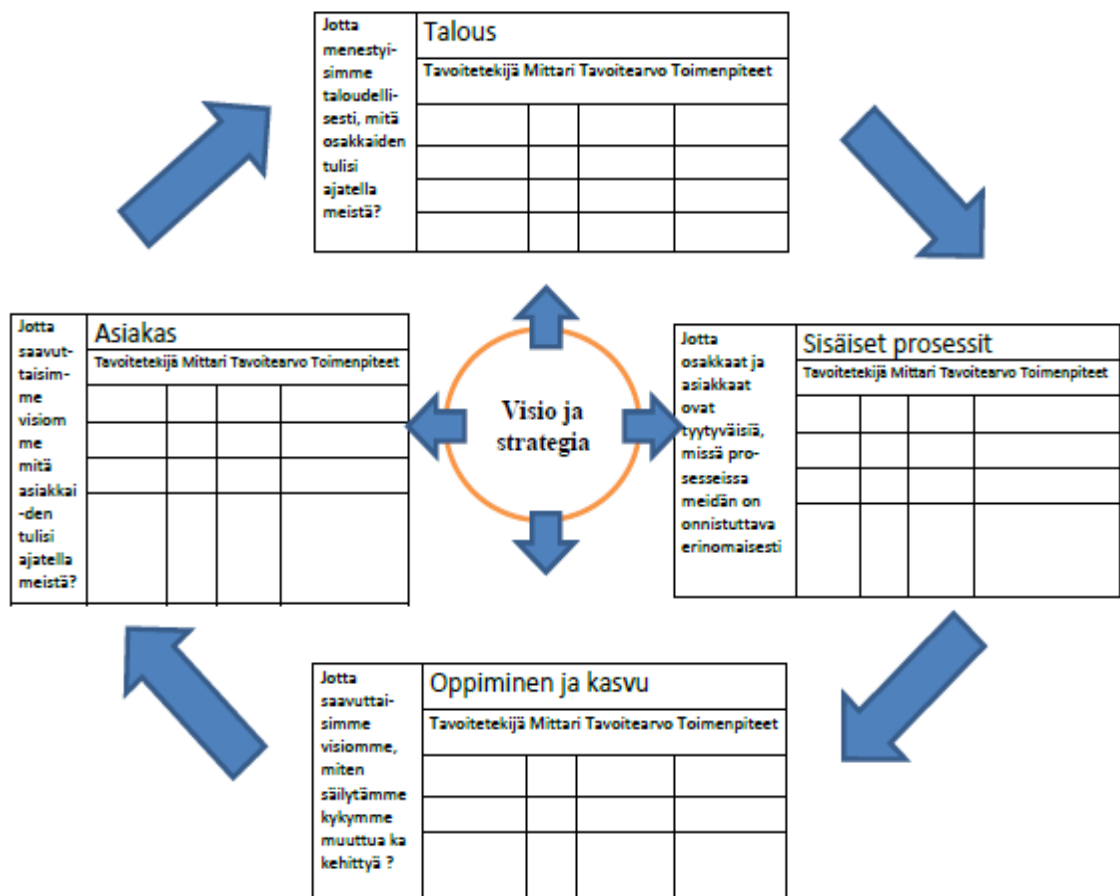 Jotta
menestyi-
simme
taloudelli-
sesti, mitä
osakkaiden
tulisi
ajatella
meistä?
Talous
Tavoitetekijä Mittari Tavoitearvo Toimenpiteet
Jotta
saavut-
taisim-
me
visiom
me
mitä
asiakkai
-den
tulisi
ajatella
meistä?
Asiakas
Tavoitetekijä Mittari Tavoitearvo Toimenpiteet
Visio ja
strategia
Jotta
osakkaat ja
asiakkaat
ovat
tyytyväisiä,
missä pro-
sesseissa
meidän on
onnistuttava
erinomaisesti
Sisäiset prosessit
Tavoitetekijä Mittari Tavoitearvo Toimenpiteet
Jotta
saavuttai-
simme
visiomme,
miten
säilytämme
kykymme
muuttua ka
kehittyä ?
Oppiminen ja kasvu
Tavoitetekijä Mittari Tavoitearvo Toimenpiteet